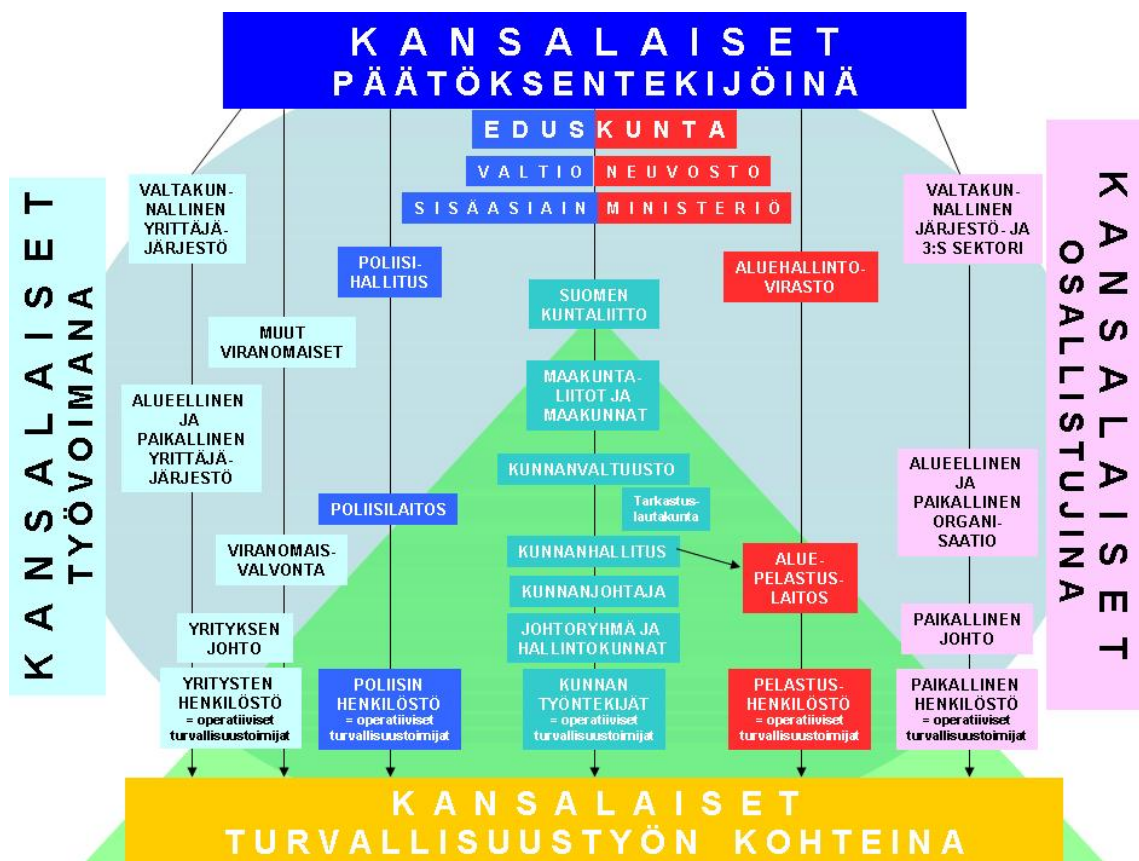 KANSALAISET
PÄÄTÖKSENTEKIJÖINÄ
EDUSKUNTA
VALTIONEUVOSTO
SISÄASIAINMINISTERIÖ
KANSALAISET
TYÖVOIMANA
VALTAKUN-
NALLINEN
YRITTÄJÄ-
JÄRJESTÖ
MUUT
VIRANOMAISET
ALUEELLINEN
JA
PAIKALLINEN
YRITTÄJÄ-
JÄRJESTÖ
VIRANOMAIS-
VALVONTA
YRITYKSEN
JOHTO
YRITYSTEN
HENKILÖSTÖ
= operatiiviset
turvallisuustoimijat
POLIISI-
HALLITUS
POLIISILAITOS
POLIISIN
HENKILÖSTÖ
= operatiiviset
turvallisuustoimijat
SUOMEN
KUNTALIITTO
MAAKUNTA-
LIITOT JA
MAAKUNNAT
KUNNANVALTUUSTO
Tarkastus-
lautakunta
KUNNANHALLITUS
KUNNANJOHTAJA
JOHTORYHMÄ JA
HALLINTOKUNNAT
KUNNAN
TYÖNTEKIJÄT
= operatiiviset
turvallisuustoimijat
ALUEHALLINTO-
VIRASTO
ALUE-
PELASTUS-
LAITOS
PELASTUS-
HENKILÖSTÖ
= operatiiviset
turvallisuustoimijat
VALTAKUN-
NALLINEN
JÄRJESTÖ- JA
3:S SEKTORI
ALUEELLINEN
JA
PAIKALLINEN
ORGANI-
SAATIO
PAIKALLINEN
JOHTO
PAIKALLINEN
HENKILÖSTÖ
= operatiiviset
turvallisuustoimijat
KANSALAISET
OSALLISTUJINA
KANSALAISET
TURVALLISUUSTYÖN KOHTEINA